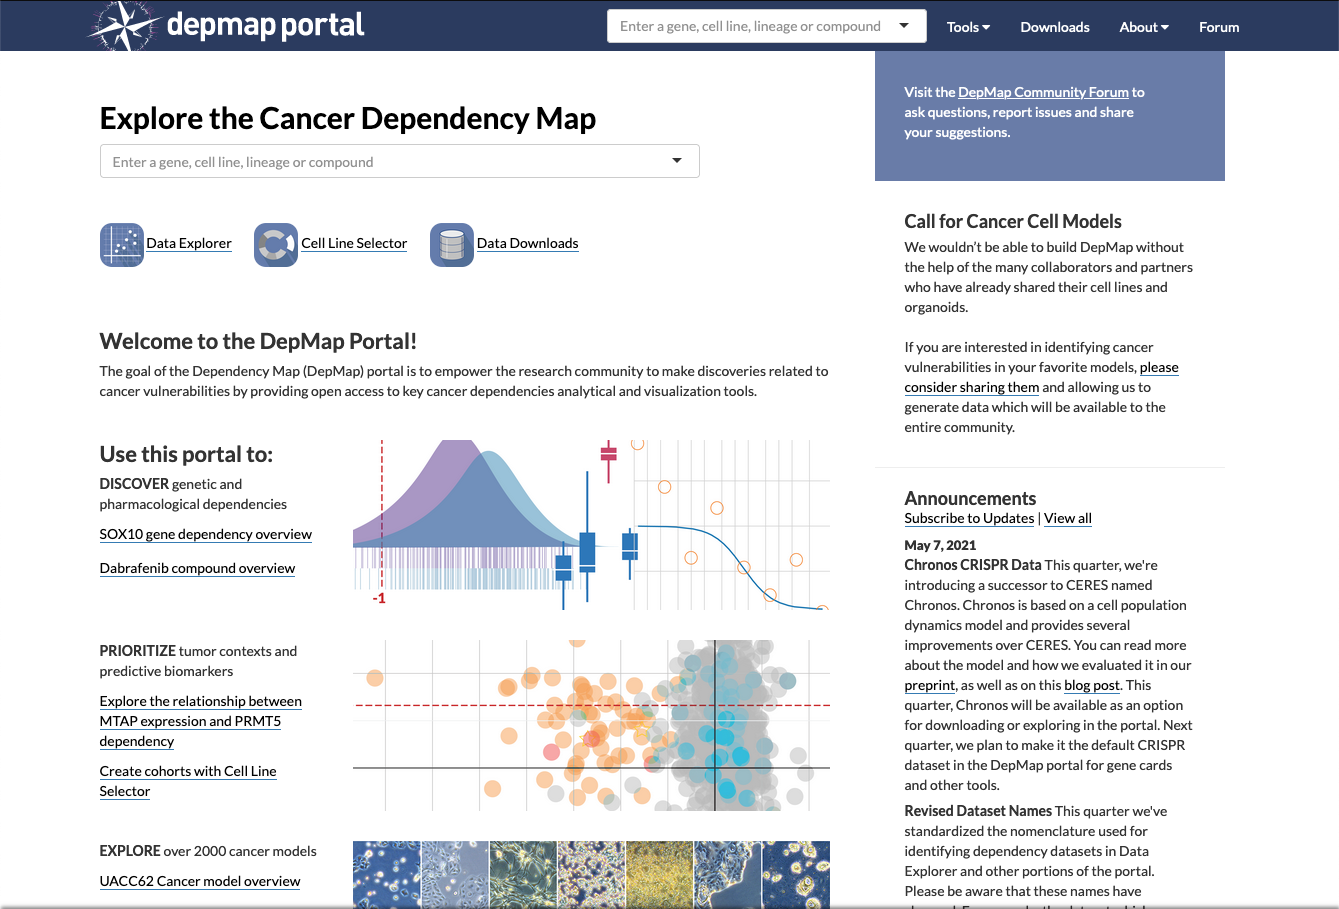 depmap portal
Enter a gene, cell line, lineage or compound
Tools
Downloads
About
Forum
Explore the Cancer Dependency Map
Enter a gene, cell line, lineage or compound
Data Explorer
Cell Line Selector
Data Downloads
Welcome to the DepMap Portal!
The goal of the Dependency Map (DepMap) portal is to empower the research community to make discoveries related to
cancer vulnerabilities by providing open access to key cancer dependencies analytical and visualization tools.
Use this portal to:
DISCOVER genetic and
pharmacological dependencies
SOX10 gene dependency overview
Dabrafenib compound overview
-1
PRIORITIZE tumor contexts and
predictive biomarkers
Explore the relationship between
MTAP expression and PRMT5
dependency
Create cohorts with Cell Line
Selector
EXPLORE over 2000 cancer models
UACC62 Cancer model overview
Visit the DepMap Community Forum to
ask questions, report issues and share
your suggestions.
Call for Cancer Cell Models
We wouldn't be able to build DepMap without
the help of the many collaborators and partners
who have already shared their cell lines and
organoids.
If you are interested in identifying cancer
vulnerabilities in your favorite models, please
consider sharing them and allowing us to
generate data which will be available to the
entire community.
Announcements
Subscribe to Updates | View all
May 7, 2021
Chronos CRISPR Data This quarter, we're
introducing a successor to CERES named
Chronos. Chronos is based on a cell population
dynamics model and provides several
improvements over CERES. You can read more
about the model and how we evaluated it in our
preprint, as well as on this blog post. This
quarter, Chronos will be available as an option
for downloading or exploring in the portal. Next
quarter, we plan to make it the default CRISPR
dataset in the DepMap portal for gene cards
and other tools.
Revised Dataset Names This quarter we've
standardized the nomenclature used for
identifying dependency datasets in Data
Explorer and other portions of the portal.
Please be aware that these names have